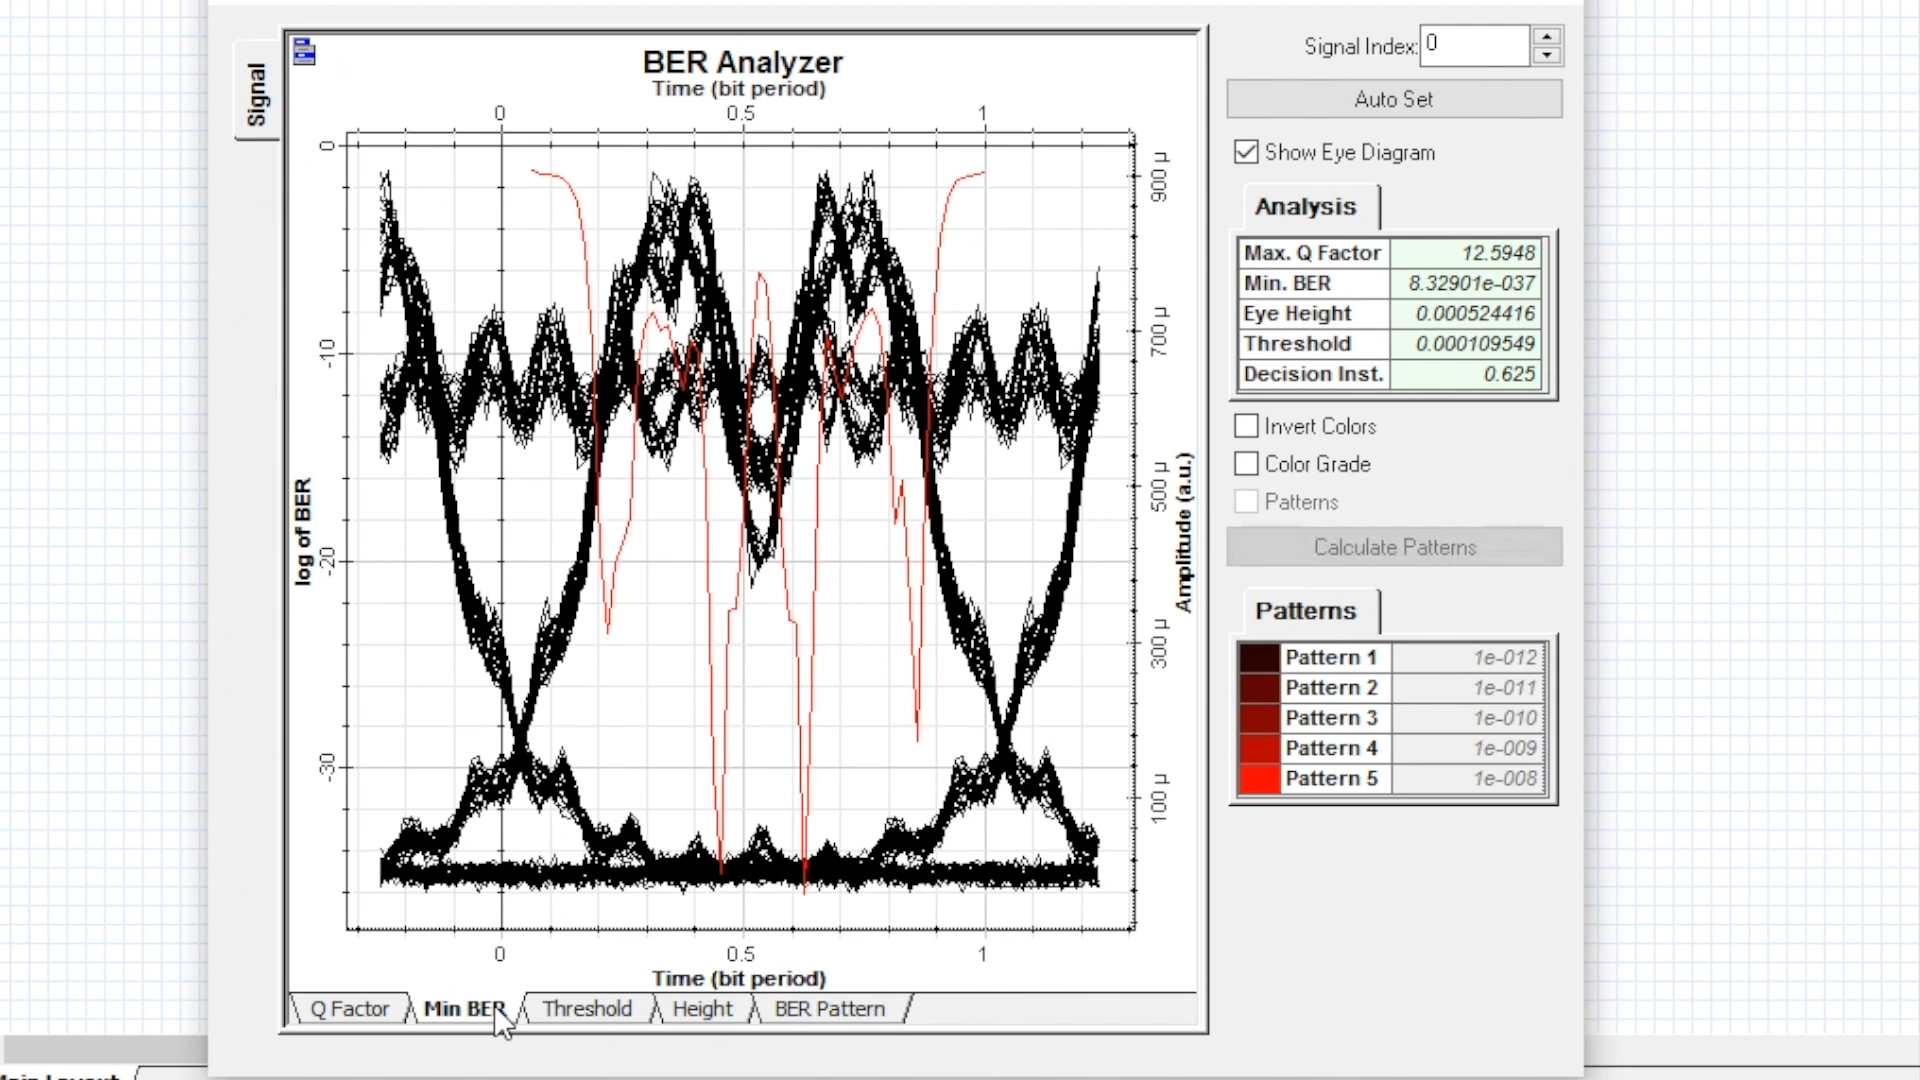 Signal
BER Analyzer
Time (bit period)
0 0.5 1
0
-10
-20
-30
log of BER
900 µ
700 µ
500 µ
300 µ
100 µ
Amplitude (a.u.)
0 0.5 1
Time (bit period)
Q Factor Min BER Threshold Height BER Pattern
Signal Index: 0
Auto Set
Show Eye Diagram
Analysis
Max. Q Factor 12.5948
Min. BER 8.32901e-037
Eye Height 0.000524416
Threshold 0.000109549
Decision Inst. 0.625
Invert Colors
Color Grade
Patterns
Calculate Patterns
Patterns
Pattern 1 1e-012
Pattern 2 1e-011
Pattern 3 1e-010
Pattern 4 1e-009
Pattern 5 1e-008